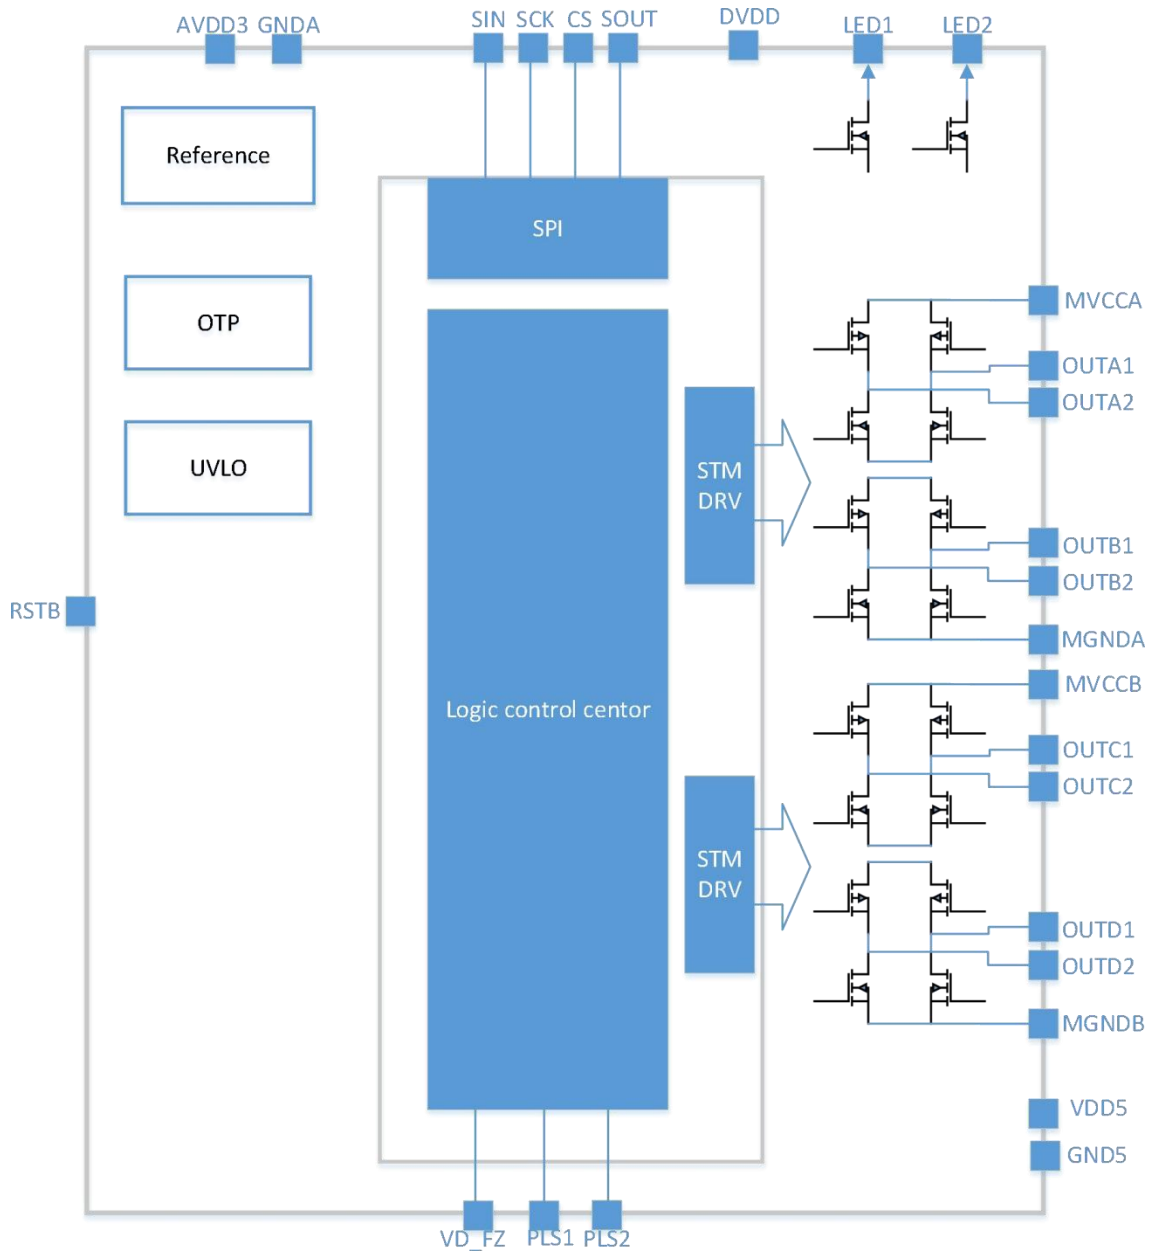 AVDD3 GNDA SIN SCK CS SOUT DVDD LED1 LED2
Reference
SPI
OTP
UVLO
MVCCA
OUTA1
OUTA2
STM
DRV
OUTB1
OUTB2
RSTB
MGNDA
MVCCB
Logic control centor
OUTC1
OUTC2
STM
DRV
OUTD1
OUTD2
MGNDB
VDD5
GND5
VD_FZ PLS1 PLS2